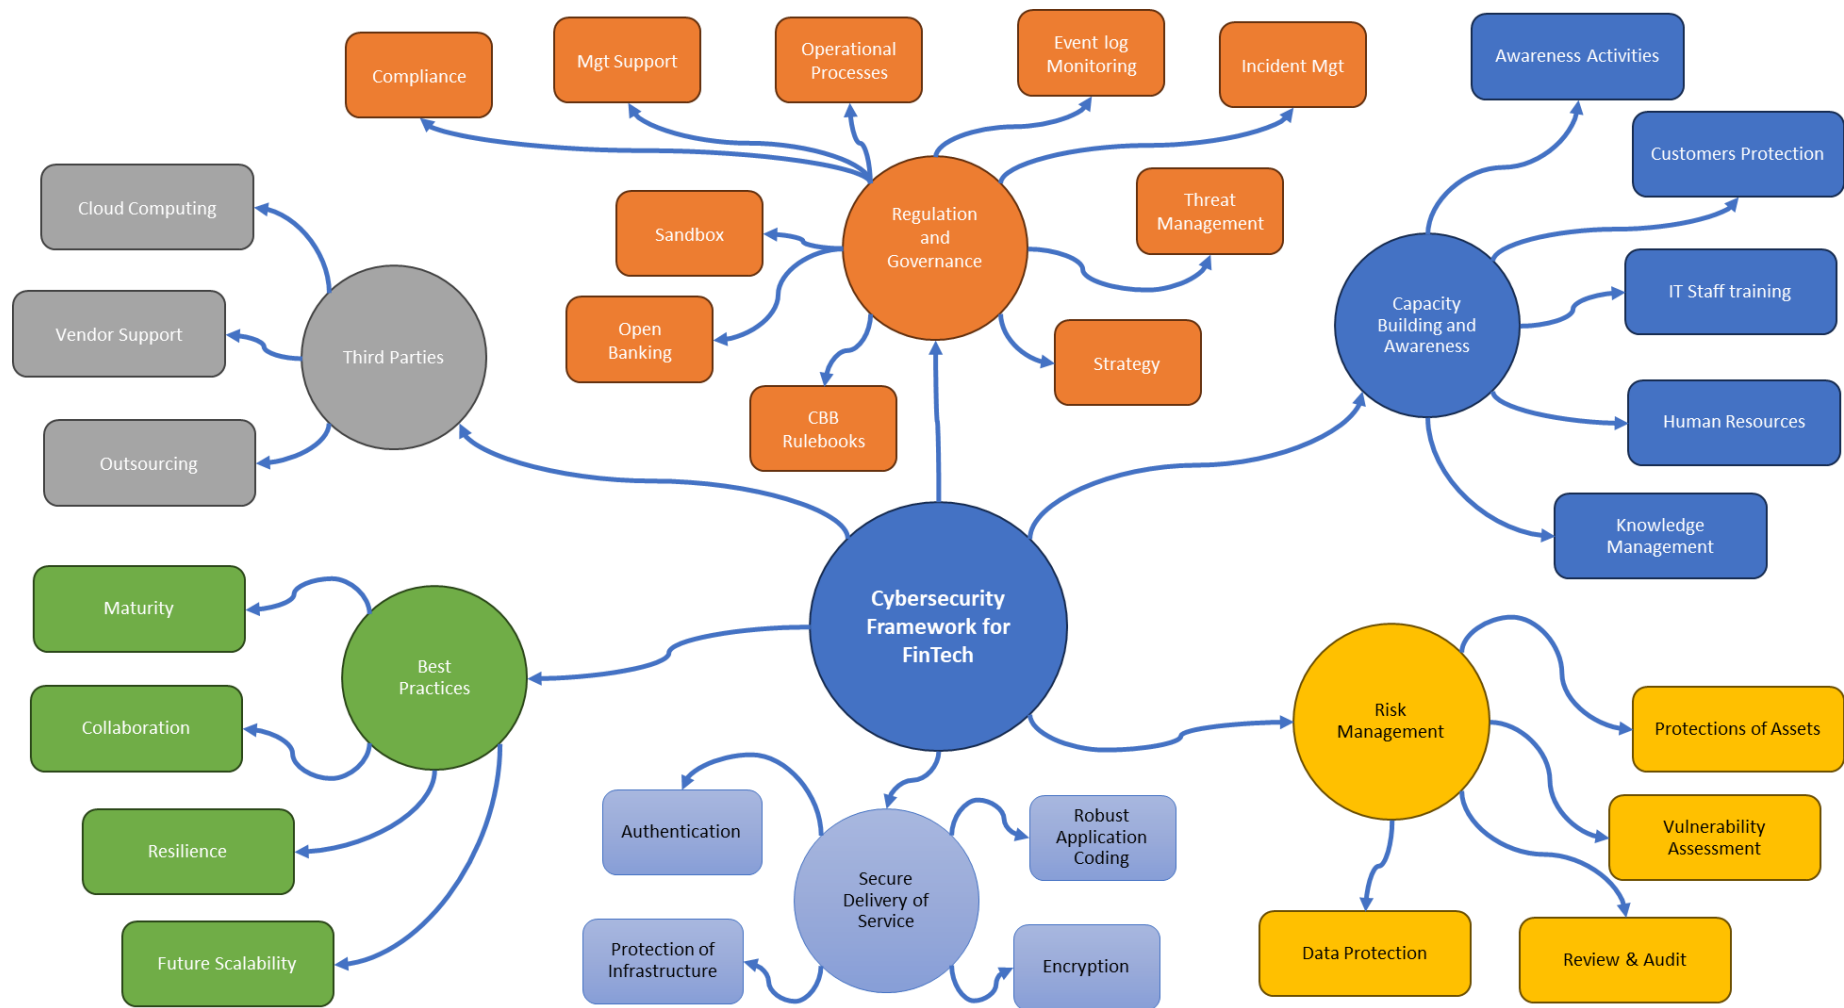 Compliance
Mgt Support
Operational
Processes
Event log
Monitoring
Incident Mgt
Awareness Activities
Customers Protection
Cloud Computing
Sandbox
Regulation
and
Governance
Threat
Management
IT Staff training
Vendor Support
Third Parties
Open
Banking
Strategy
Capacity
Building and
Awareness
Outsourcing
CBB
Rulebooks
Human Resources
Knowledge
Management
Maturity
Best
Practices
Cybersecurity
Framework for
FinTech
Collaboration
Risk
Management
Protections of Assets
Resilience
Authentication
Robust
Application
Coding
Vulnerability
Assessment
Secure
Delivery of
Service
Future Scalability
Protection of
Infrastructure
Encryption
Data Protection
Review & Audit